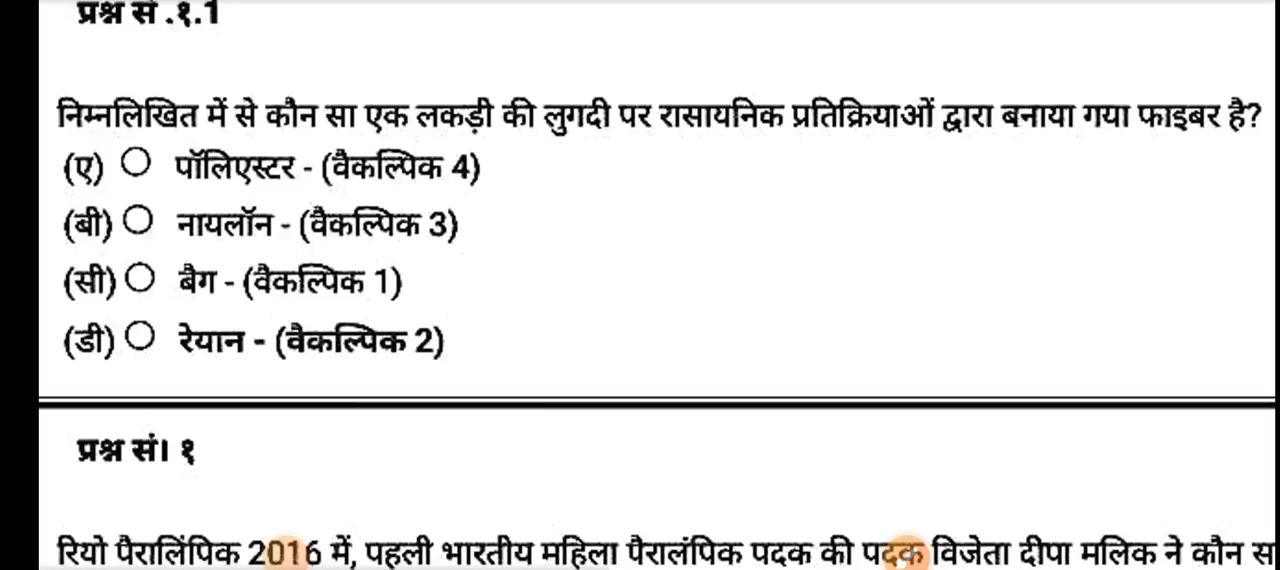 प्रश्न सं.१.1
निम्नलिखित में से कौन सा एक लकड़ी की लुगदी पर रासायनिक प्रतिक्रियाओं द्वारा बनाया गया फाइबर है?
(ए) पॉलिएस्टर - (वैकल्पिक 4)
(बी) नायलॉन - (वैकल्पिक 3)
(सी) बैग - (वैकल्पिक 1)
(डी) रेयान - (वैकल्पिक 2)
प्रश्न सं। १
रियो पैरालिंपिक 2016 में, पहली भारतीय महिला पैरालंपिक पदक की पदक विजेता दीपा मलिक ने कौन स